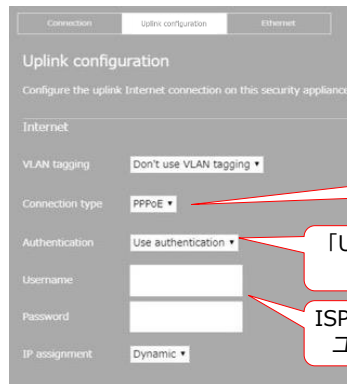 Connection Uplink configuration Ethernet
Uplink configuration
Configure the uplink Internet connection on this security appliance
Internet
VLAN tagging Don't use VLAN tagging
Connection type PPPoE
Authentication Use authentication
「U
Username
ISP
Password
ユ
IP assignment Dynamic